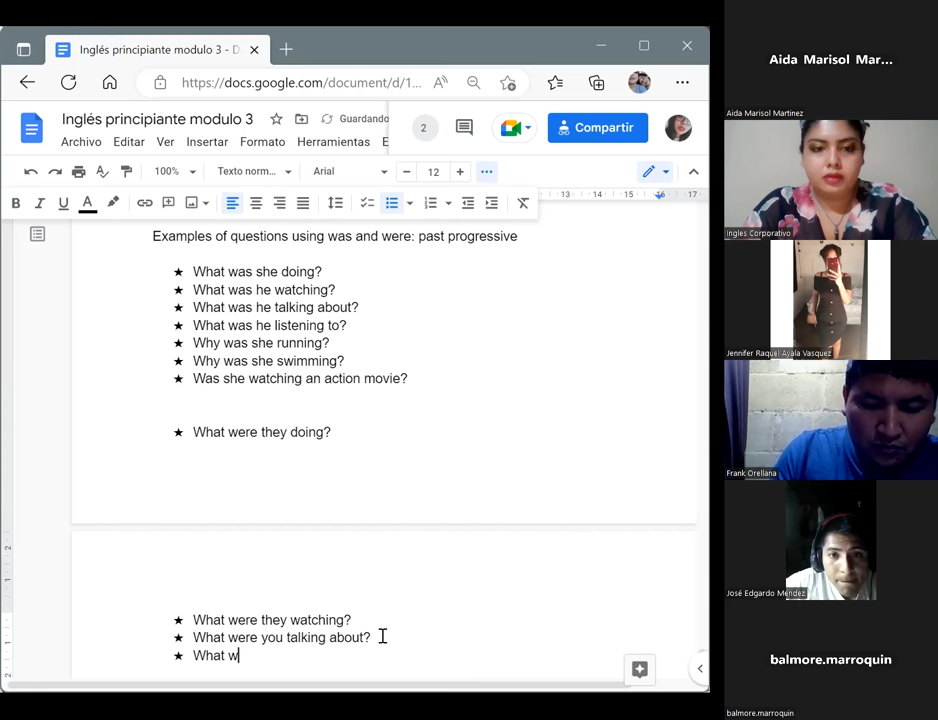 Inglés principiante modulo 3 - D
https://docs.google.com/document/d/1...
Inglés principiante modulo 3
Guardando
2
Compartir
Archivo Editar Ver Insertar Formato Herramientas E
100% Texto norm... Arial 12
B I U A
13 14 15 16 17
Examples of questions using was and were: past progressive
★ What was she doing?
★ What was he watching?
★ What was he talking about?
★ What was he listening to?
★ Why was she running?
★ Why was she swimming?
★ Was she watching an action movie?
★ What were they doing?
★ What were they watching?
★ What were you talking about?
★ What w
Aida Marisol Mar...
Aida Marisol Martinez
Ingles Corporativo
Jennifer Raquel Ayala Vasquez
Frank Orellana
José Edgardo Mendez
balmore.marroquin
balmore.marroquin